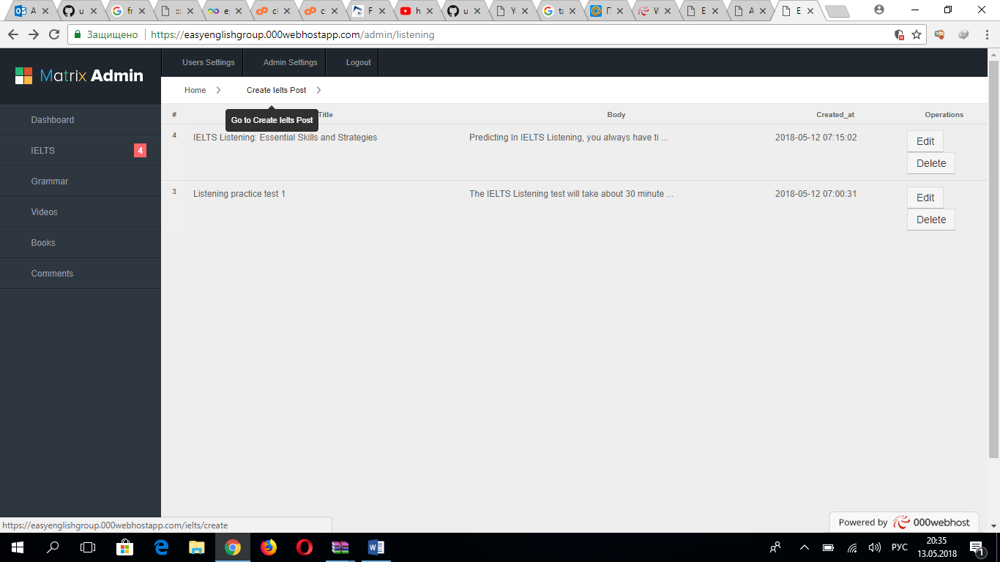 A u fr ::: e cl c F h u Y ta П W E A E
Защищено https://easyenglishgroup.000webhostapp.com/admin/listening
Matrix Admin
Users Settings Admin Settings Logout
Home Create Ielts Post
Go to Create Ielts Post
# Title Body Created_at Operations
Dashboard
IELTS 4
Grammar
Videos
Books
Comments
4 IELTS Listening: Essential Skills and Strategies Predicting In IELTS Listening, you always have ti ... 2018-05-12 07:15:02 Edit
Delete
3 Listening practice test 1 The IELTS Listening test will take about 30 minute ... 2018-05-12 07:00:31 Edit
Delete
https://easyenglishgroup.000webhostapp.com/ielts/create
Powered by 000webhost
РУС 20:35
13.05.2018 1